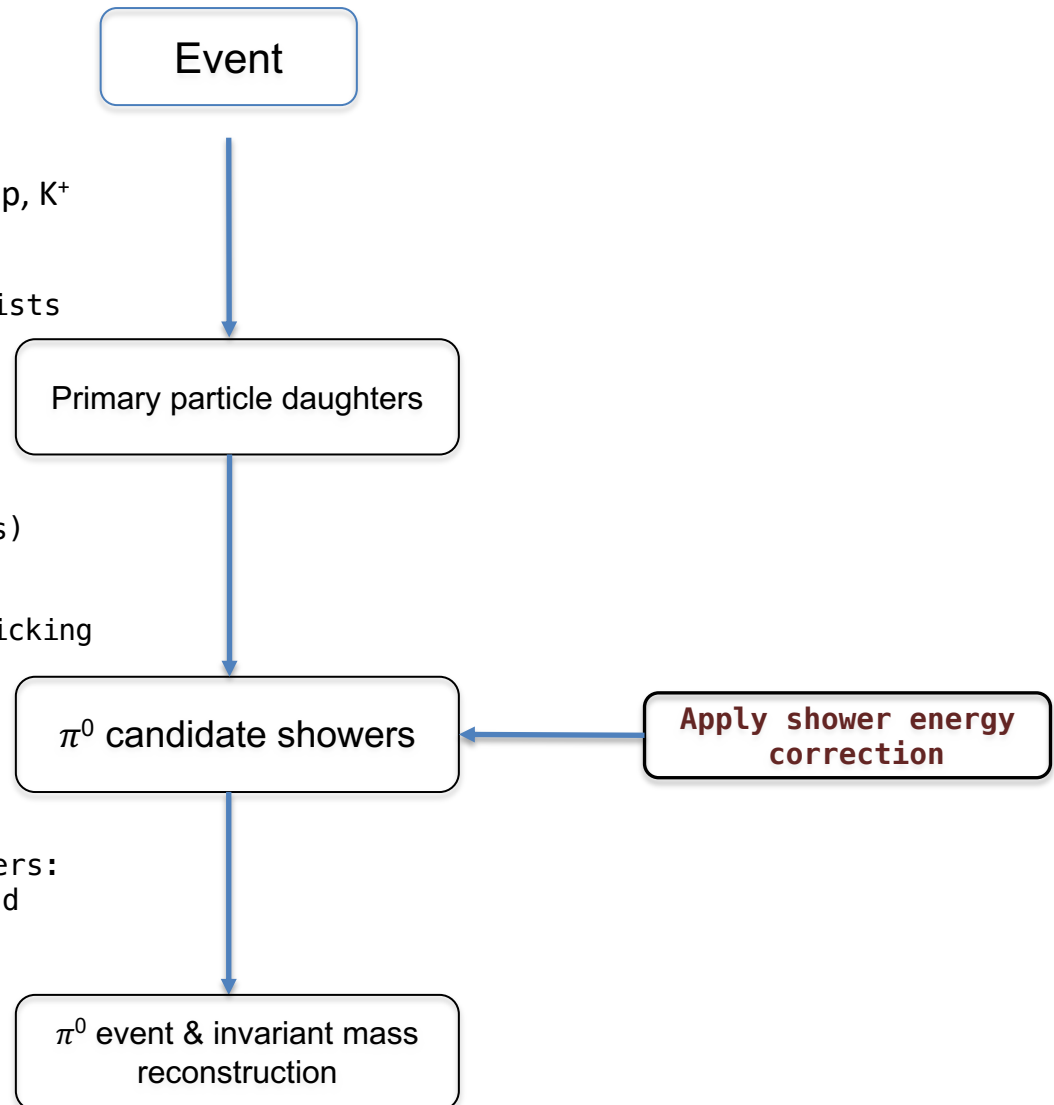 Event
p, K⁺
ists
Primary particle daughters
s)
icking
π⁰ candidate showers
Apply shower energy
correction
ers:
d
π⁰ event & invariant mass
reconstruction